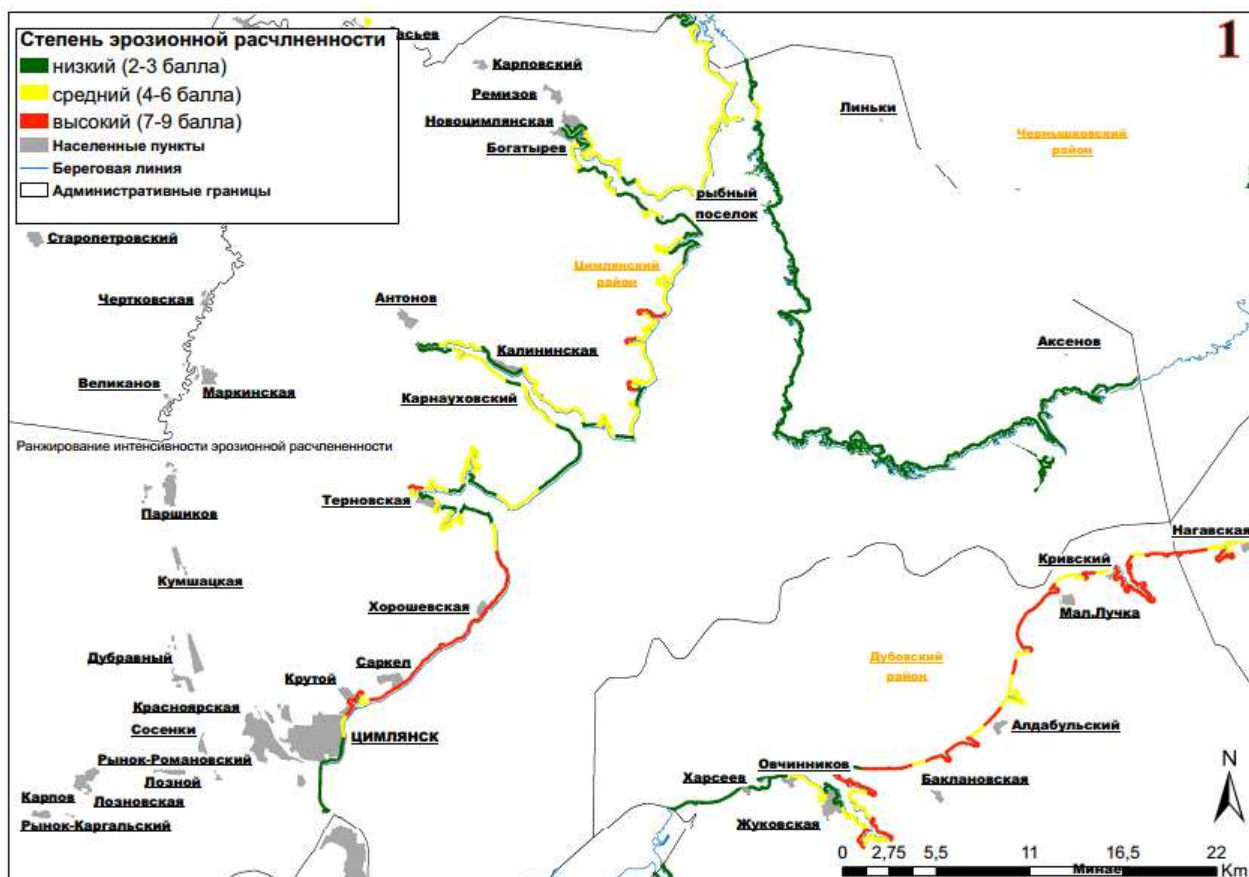 Степень эрозионной расчлненности
низкий (2-3 балла)
средний (4-6 балла)
высокий (7-9 балла)
Населенные пункты
Береговая линия
Административные границы
1
Карповский
Ремизов
Новоцимлянская
Богатырев
Линьки
Чернышковский
район
рыбный
поселок
Старопетровский
Цимлянский
район
Чертковская
Антонов
Калининская
Аксенов
Великанов
Маркинская
Карнауховский
Ранжирование интенсивности эрозионной расчлененности
Терновская
Паршиков
Нагавская
Кривский
Кумшацкая
Хорошевская
Мал.Лучка
Дубравный
Саркел
Дубовский
район
Крутой
Красноярская
Сосенки
ЦИМЛЯНСК
Алдабульский
Рынок-Романовский
Лозной
Овчинников
Харсеев
Баклановская
Карпов
Лозновская
Рынок-Каргальский
Жуковская
N
0 2,75 5,5 11 16,5 22
Km
Минае